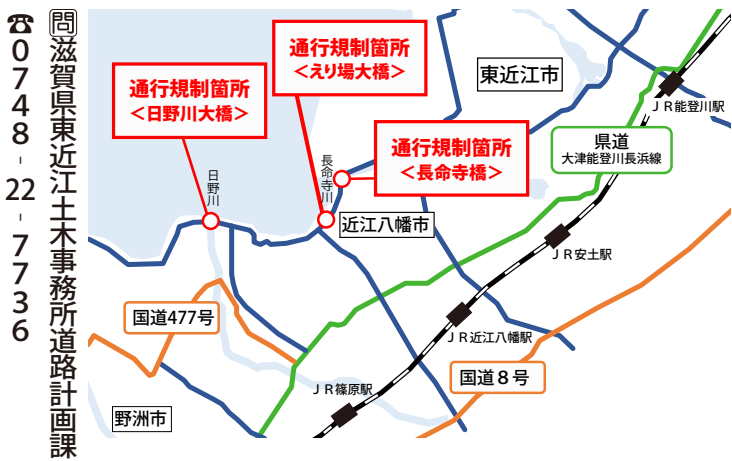 問滋賀県東近江土木事務所道路計画課
☎0748-22-7736
通行規制箇所
<えり場大橋>
通行規制箇所
<日野川大橋>
東近江市
JR能登川駅
県道
大津能登川長浜線
通行規制箇所
<長命寺橋>
長命寺川
日野川
近江八幡市
JR安土駅
国道477号
JR近江八幡駅
国道8号
JR篠原駅
野洲市